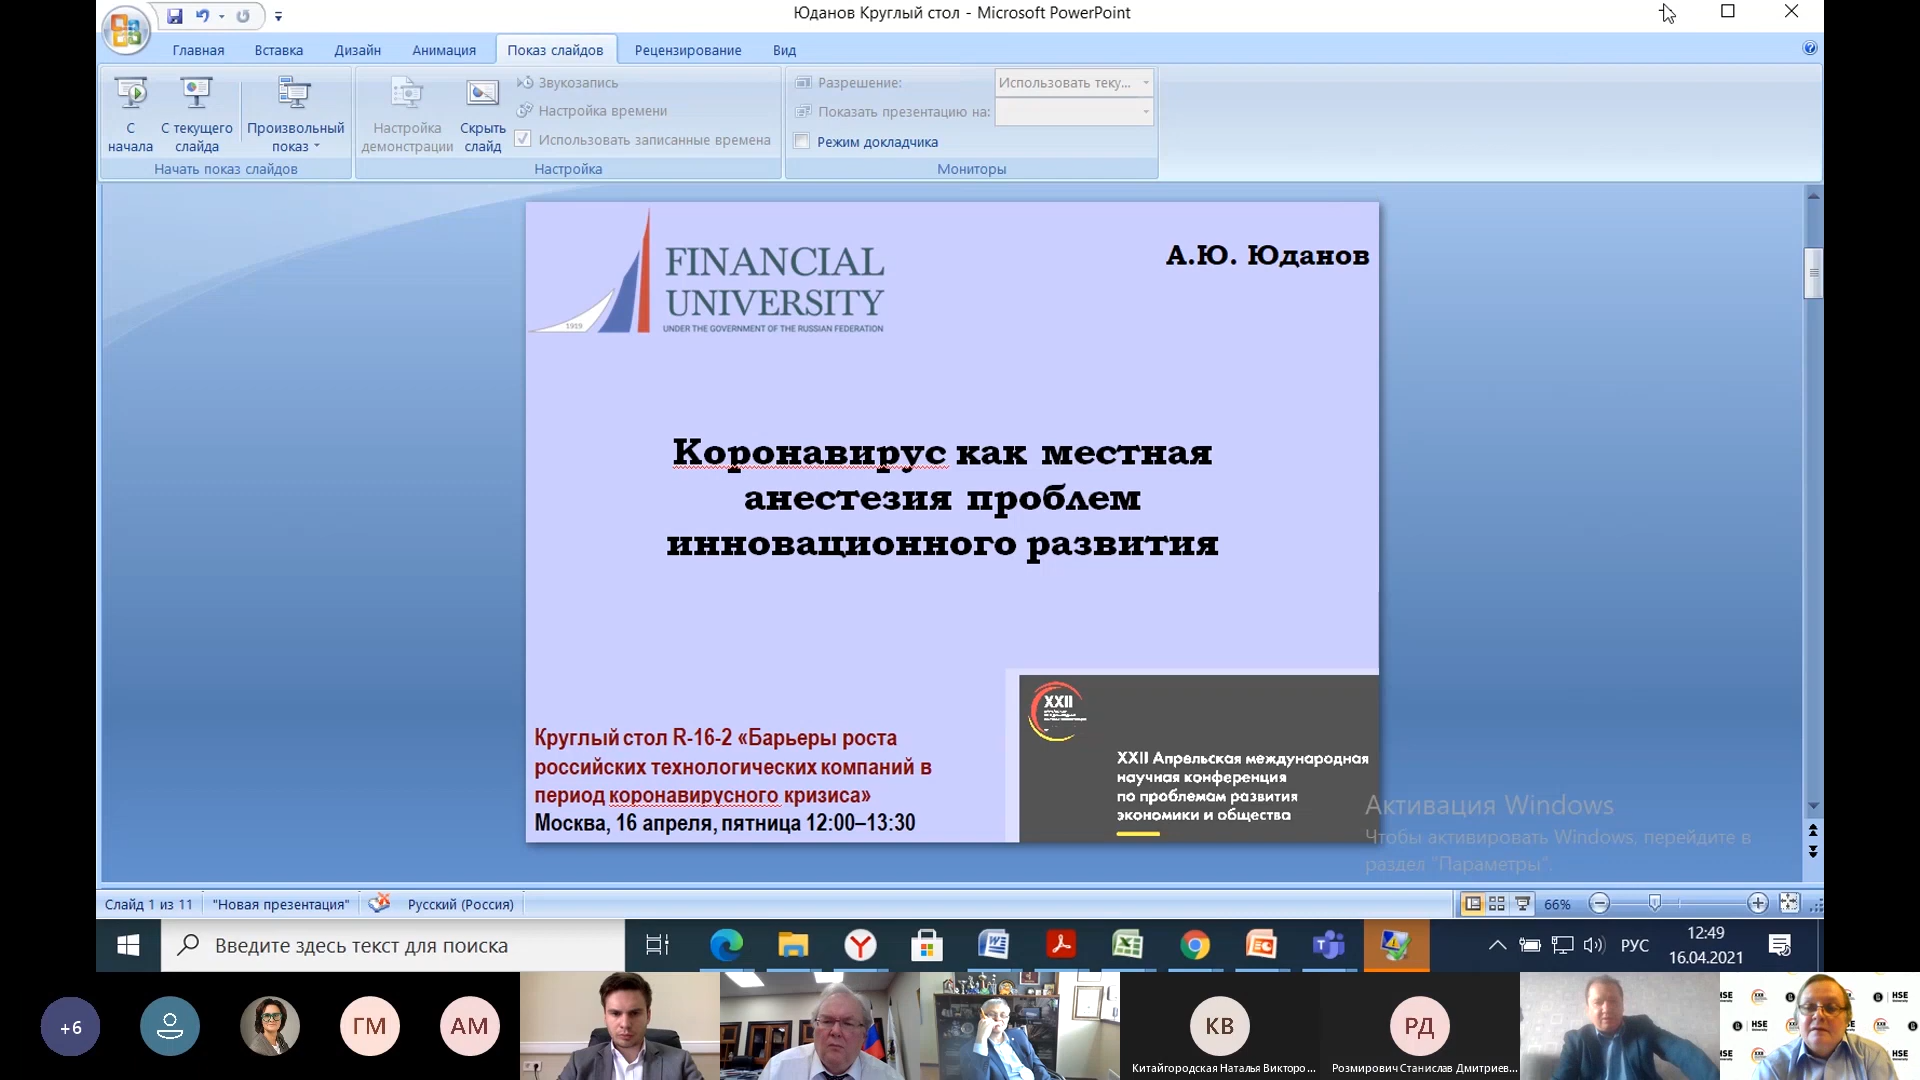 Юданов Круглый стол - Microsoft PowerPoint
Главная
Вставка
Дизайн
Анимация
Показ слайдов
Рецензирование
Вид
С начала
С текущего слайда
Произвольный показ
Начать показ слайдов
Настройка демонстрации
Скрыть слайд
Звукозапись
Настройка времени
Использовать записанные времена
Настройка
Разрешение:
Использовать теку...
Показать презентацию на:
Режим докладчика
Мониторы
1919
FINANCIAL
UNIVERSITY
UNDER THE GOVERNMENT OF THE RUSSIAN FEDERATION
А.Ю. Юданов
Коронавирус как местная
анестезия проблем
инновационного развития
Круглый стол R-16-2 «Барьеры роста
российских технологических компаний в
период коронавирусного кризиса»
Москва, 16 апреля, пятница 12:00–13:30
XXII
XXII Апрельская международная
научная конференция
по проблемам развития
экономики и общества
Активация Windows
Чтобы активировать Windows, перейдите в
раздел "Параметры".
Слайд 1 из 11
"Новая презентация"
Русский (Россия)
66%
Введите здесь текст для поиска
РУС
12:49
16.04.2021
+6
ГМ
АМ
КВ
Китайгородская Наталья Викторо...
РД
Розмирович Станислав Дмитриев...
HSE
HSE
HSE
HSE
HSE